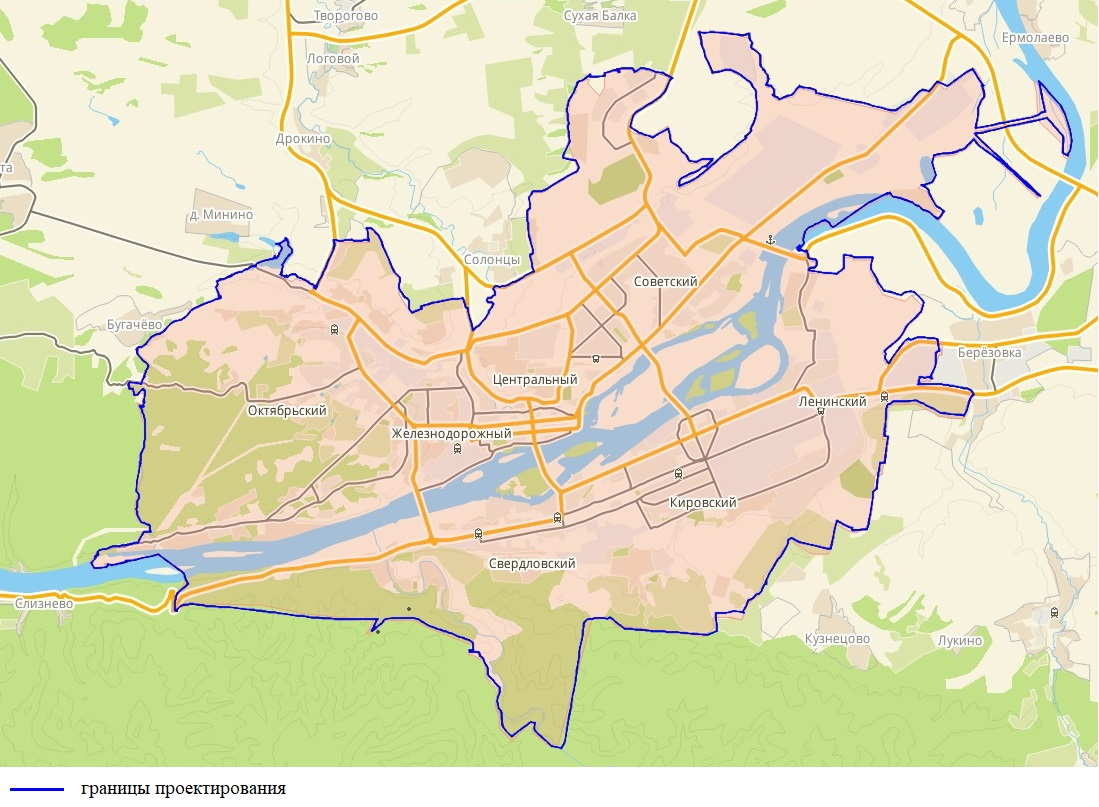 Творогово
Сухая Балка
Ермолаево
Логовой
Дрокино
та
д. Минино
Солонцы
Советский
Бугачёво
Берёзовка
Центральный
Октябрьский
Ленинский
Железнодорожный
Кировский
Свердловский
Слизнево
Кузнецово
Лукино
границы проектирования